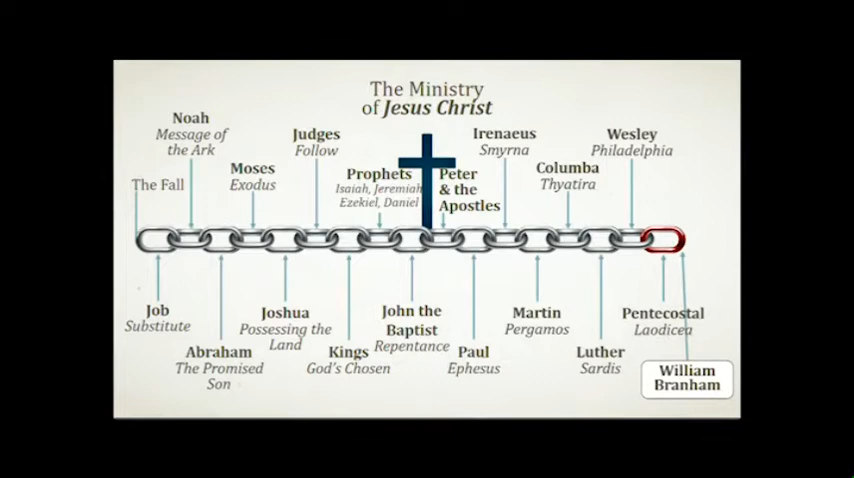 The Ministry
of Jesus Christ
Noah
Message of
the Ark
Judges
Follow
Irenaeus
Smyrna
Wesley
Philadelphia
The Fall
Moses
Exodus
Prophets
Isaiah, Jeremiah
Ezekiel, Daniel
Peter
& the
Apostles
Columba
Thyatira
Job
Substitute
Abraham
The Promised
Son
Joshua
Possessing the
Land
Kings
God's Chosen
John the
Baptist
Repentance
Paul
Ephesus
Martin
Pergamos
Luther
Sardis
Pentecostal
Laodicea
William
Branham